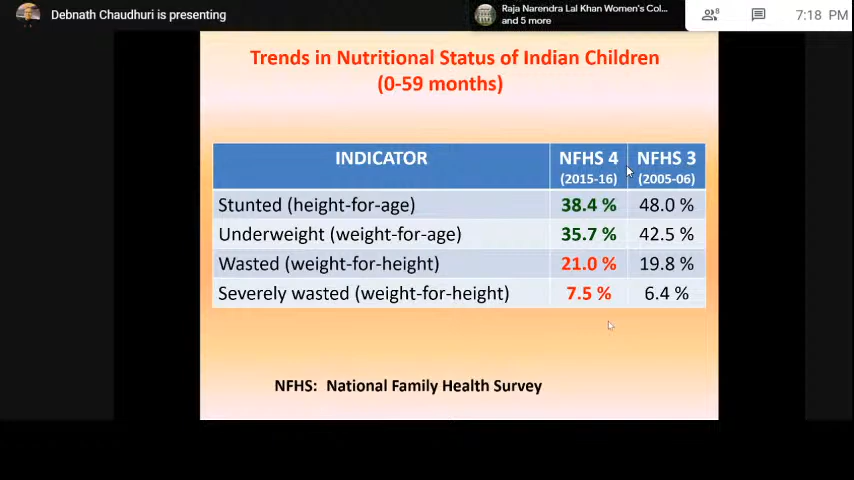 Debnath Chaudhuri is presenting
Raja Narendra Lal Khan Women's Col...
and 5 more
8
7:18 PM
Trends in Nutritional Status of Indian Children
(0-59 months)
INDICATOR NFHS 4 NFHS 3
(2015-16) (2005-06)
Stunted (height-for-age) 38.4 % 48.0 %
Underweight (weight-for-age) 35.7 % 42.5 %
Wasted (weight-for-height) 21.0 % 19.8 %
Severely wasted (weight-for-height) 7.5 % 6.4 %
NFHS: National Family Health Survey